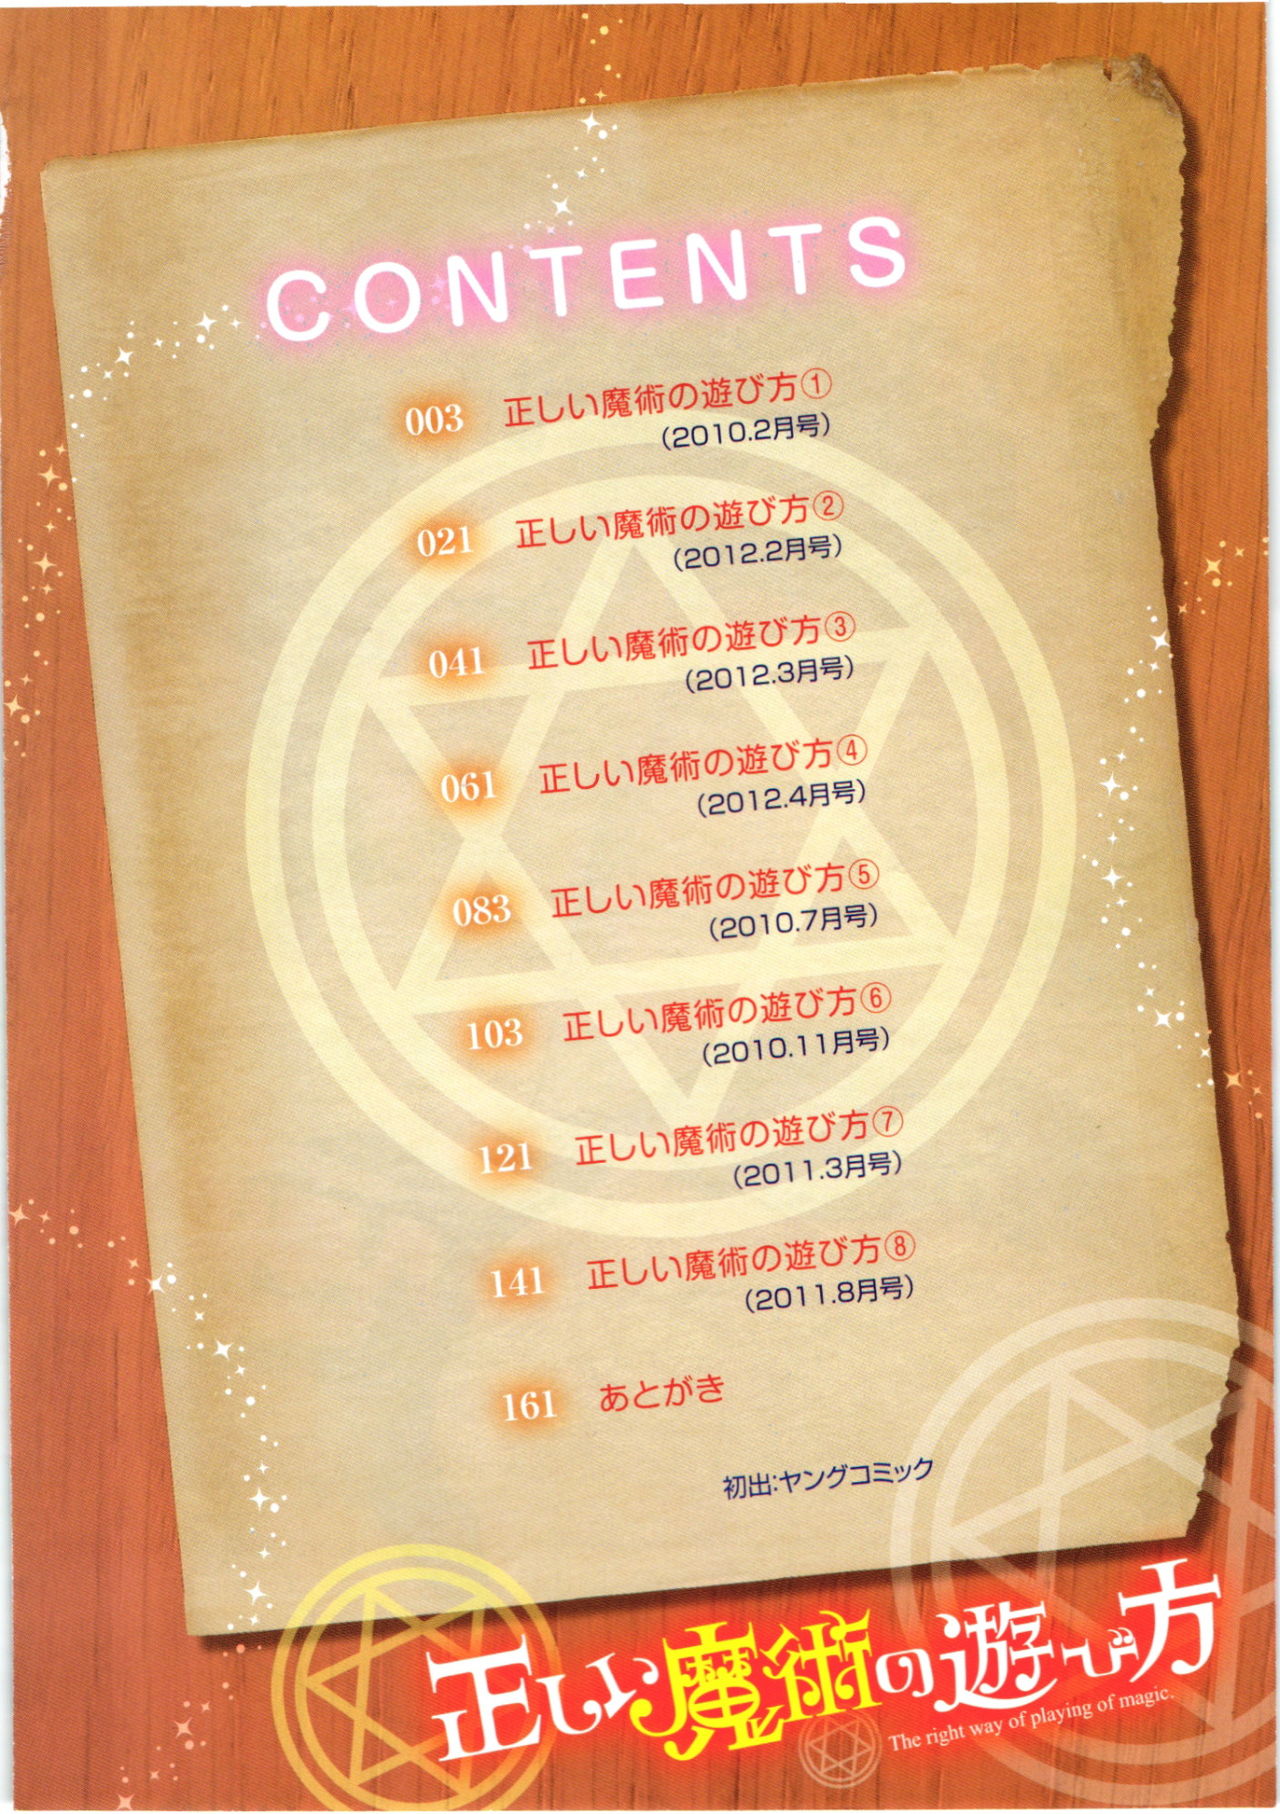 CONTENTS
003 正しい魔術の遊び方①
(2010.2月号)
021 正しい魔術の遊び方②
(2012.2月号)
041 正しい魔術の遊び方③
(2012.3月号)
061 正しい魔術の遊び方④
(2012.4月号)
083 正しい魔術の遊び方⑤
(2010.7月号)
103 正しい魔術の遊び方⑥
(2010.11月号)
121 正しい魔術の遊び方⑦
(2011.3月号)
141 正しい魔術の遊び方⑧
(2011.8月号)
161 あとがき
初出:ヤングコミック
正しい魔術の遊び方
The right way of playing of magic.